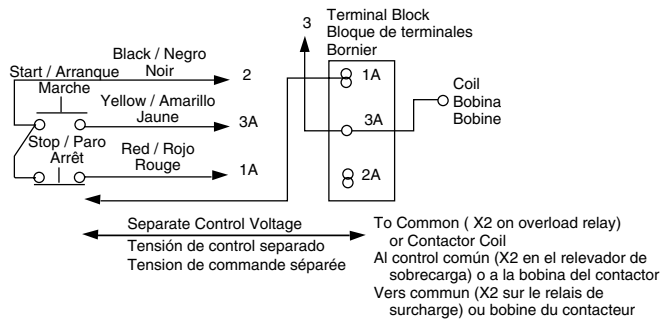 3
Terminal Block
Bloque de terminales
Bornier
Black / Negro
Noir
2
Start / Arranque
Marche
Yellow / Amarillo
Jaune
3A
Stop / Paro
Arrêt
Red / Rojo
Rouge
1A
1A
3A
2A
Coil
Bobina
Bobine
Separate Control Voltage
Tensión de control separado
Tension de commande séparée
To Common ( X2 on overload relay)
or Contactor Coil
Al control común (X2 en el relevador de
sobrecarga) o a la bobina del contactor
Vers commun (X2 sur le relais de
surcharge) ou bobine du contacteur